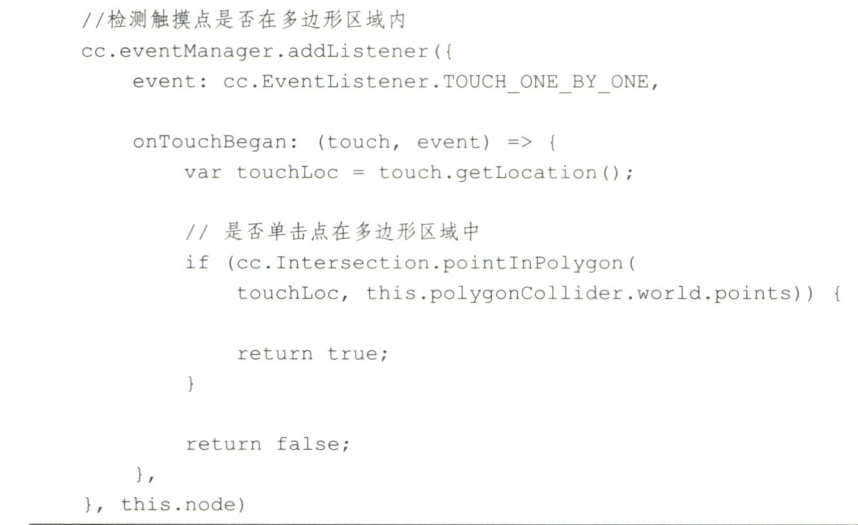 //检测触摸点是否在多边形区域内
cc.eventManager.addListener({
    event: cc.EventListener.TOUCH_ONE_BY_ONE,

    onTouchBegan: (touch, event) => {
        var touchLoc = touch.getLocation();

        // 是否单击点在多边形区域中
        if (cc.Intersection.pointInPolygon(
            touchLoc, this.polygonCollider.world.points)) {

            return true;
        }

        return false;
    },
}, this.node)